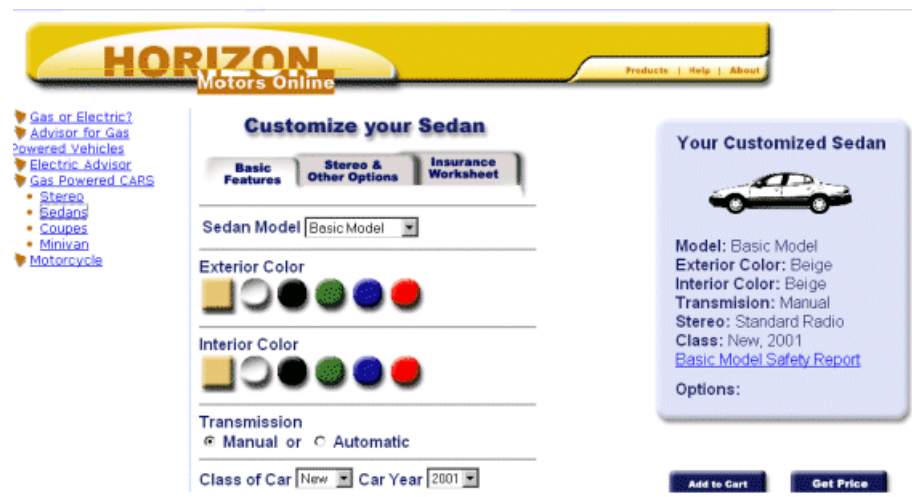 HORIZON
Motors Online
Products | Help | About
Gas or Electric?
Advisor for Gas
Powered Vehicles
Electric Advisor
Gas Powered CARS
Stereo
Sedans
Coupes
Minivan
Motorcycle
Customize your Sedan
Basic
Features
Stereo &
Other Options
Insurance
Worksheet
Sedan Model Basic Model
Exterior Color
Interior Color
Transmission
Manual or Automatic
Class of Car New Car Year 2001
Your Customized Sedan
Model: Basic Model
Exterior Color: Beige
Interior Color: Beige
Transmision: Manual
Stereo: Standard Radio
Class: New, 2001
Basic Model Safety Report
Options:
Add to Cart
Get Price